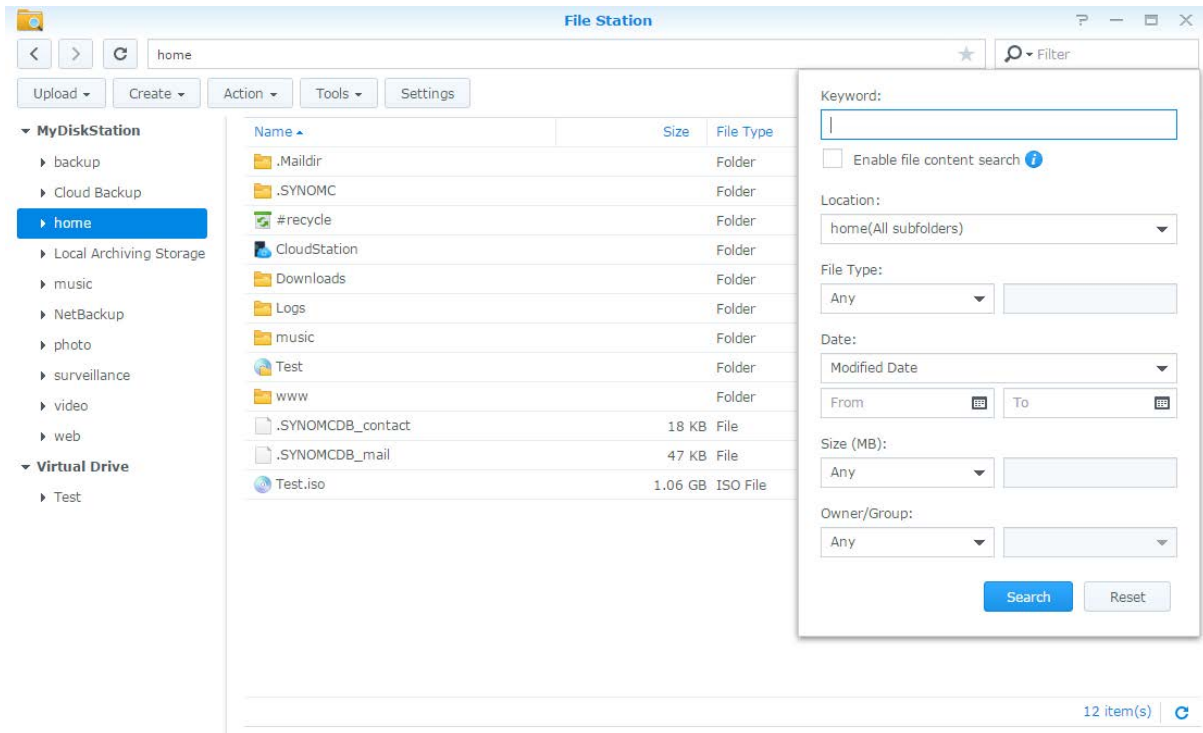 File Station
home
Filter
Upload Create Action Tools Settings
MyDiskStation
backup
Cloud Backup
home
Local Archiving Storage
music
NetBackup
photo
surveillance
video
web
Virtual Drive
Test
Name Size File Type
.Maildir Folder
.SYNOMC Folder
#recycle Folder
CloudStation Folder
Downloads Folder
Logs Folder
music Folder
Test Folder
www Folder
.SYNOMCDB_contact 18 KB File
.SYNOMCDB_mail 47 KB File
Test.iso 1.06 GB ISO File
Keyword:
Enable file content search
Location:
home(All subfolders)
File Type:
Any
Date:
Modified Date
From To
Size (MB):
Any
Owner/Group:
Any
Search Reset
12 item(s)